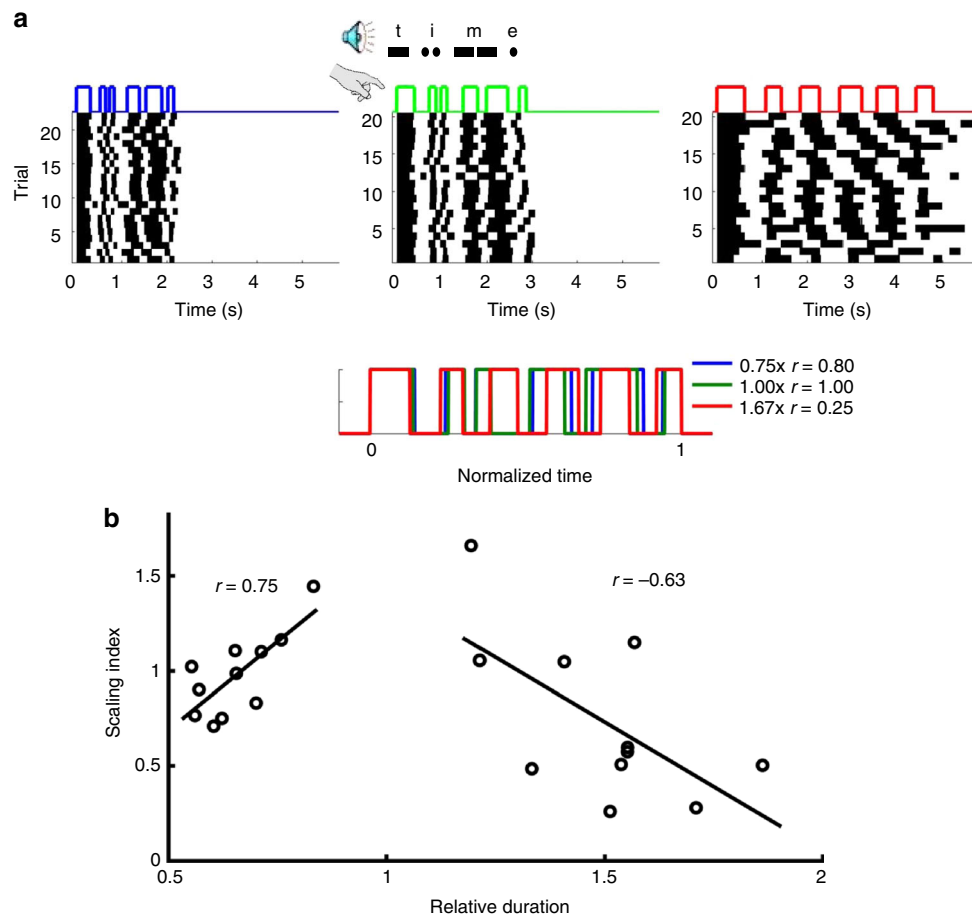 a
t i m e
Trial
20
15
10
5
0 1 2 3 4 5
Time (s)
20
15
10
5
0 1 2 3 4 5
Time (s)
20
15
10
5
0 1 2 3 4 5
Time (s)
0.75x r = 0.80
1.00x r = 1.00
1.67x r = 0.25
0 1
Normalized time
b
Scaling index
1.5
1
0.5
0
r = 0.75
r = –0.63
0.5 1 1.5 2
Relative duration